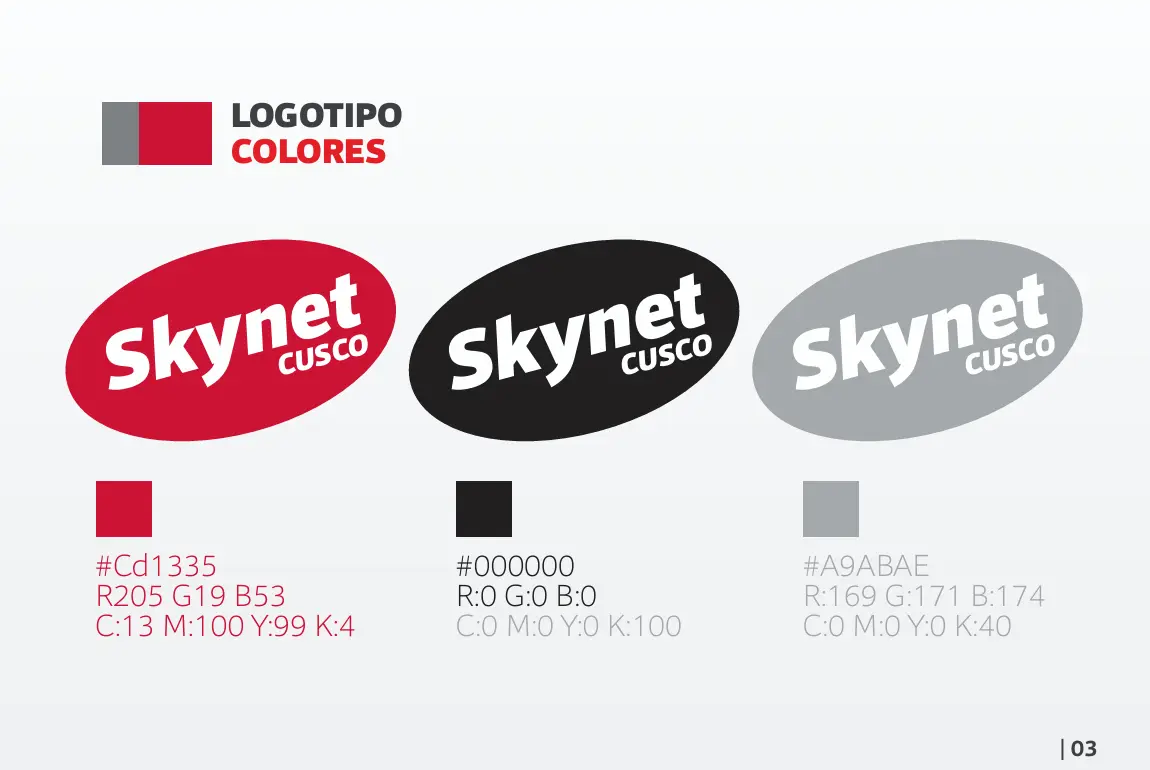 LOGOTIPO
COLORES
Skynet
CUSCO
Skynet
CUSCO
Skynet
CUSCO
#Cd1335
R205 G19 B53
C:13 M:100 Y:99 K:4
#000000
R:0 G:0 B:0
C:0 M:0 Y:0 K:100
#A9ABAE
R:169 G:171 B:174
C:0 M:0 Y:0 K:40
| 03